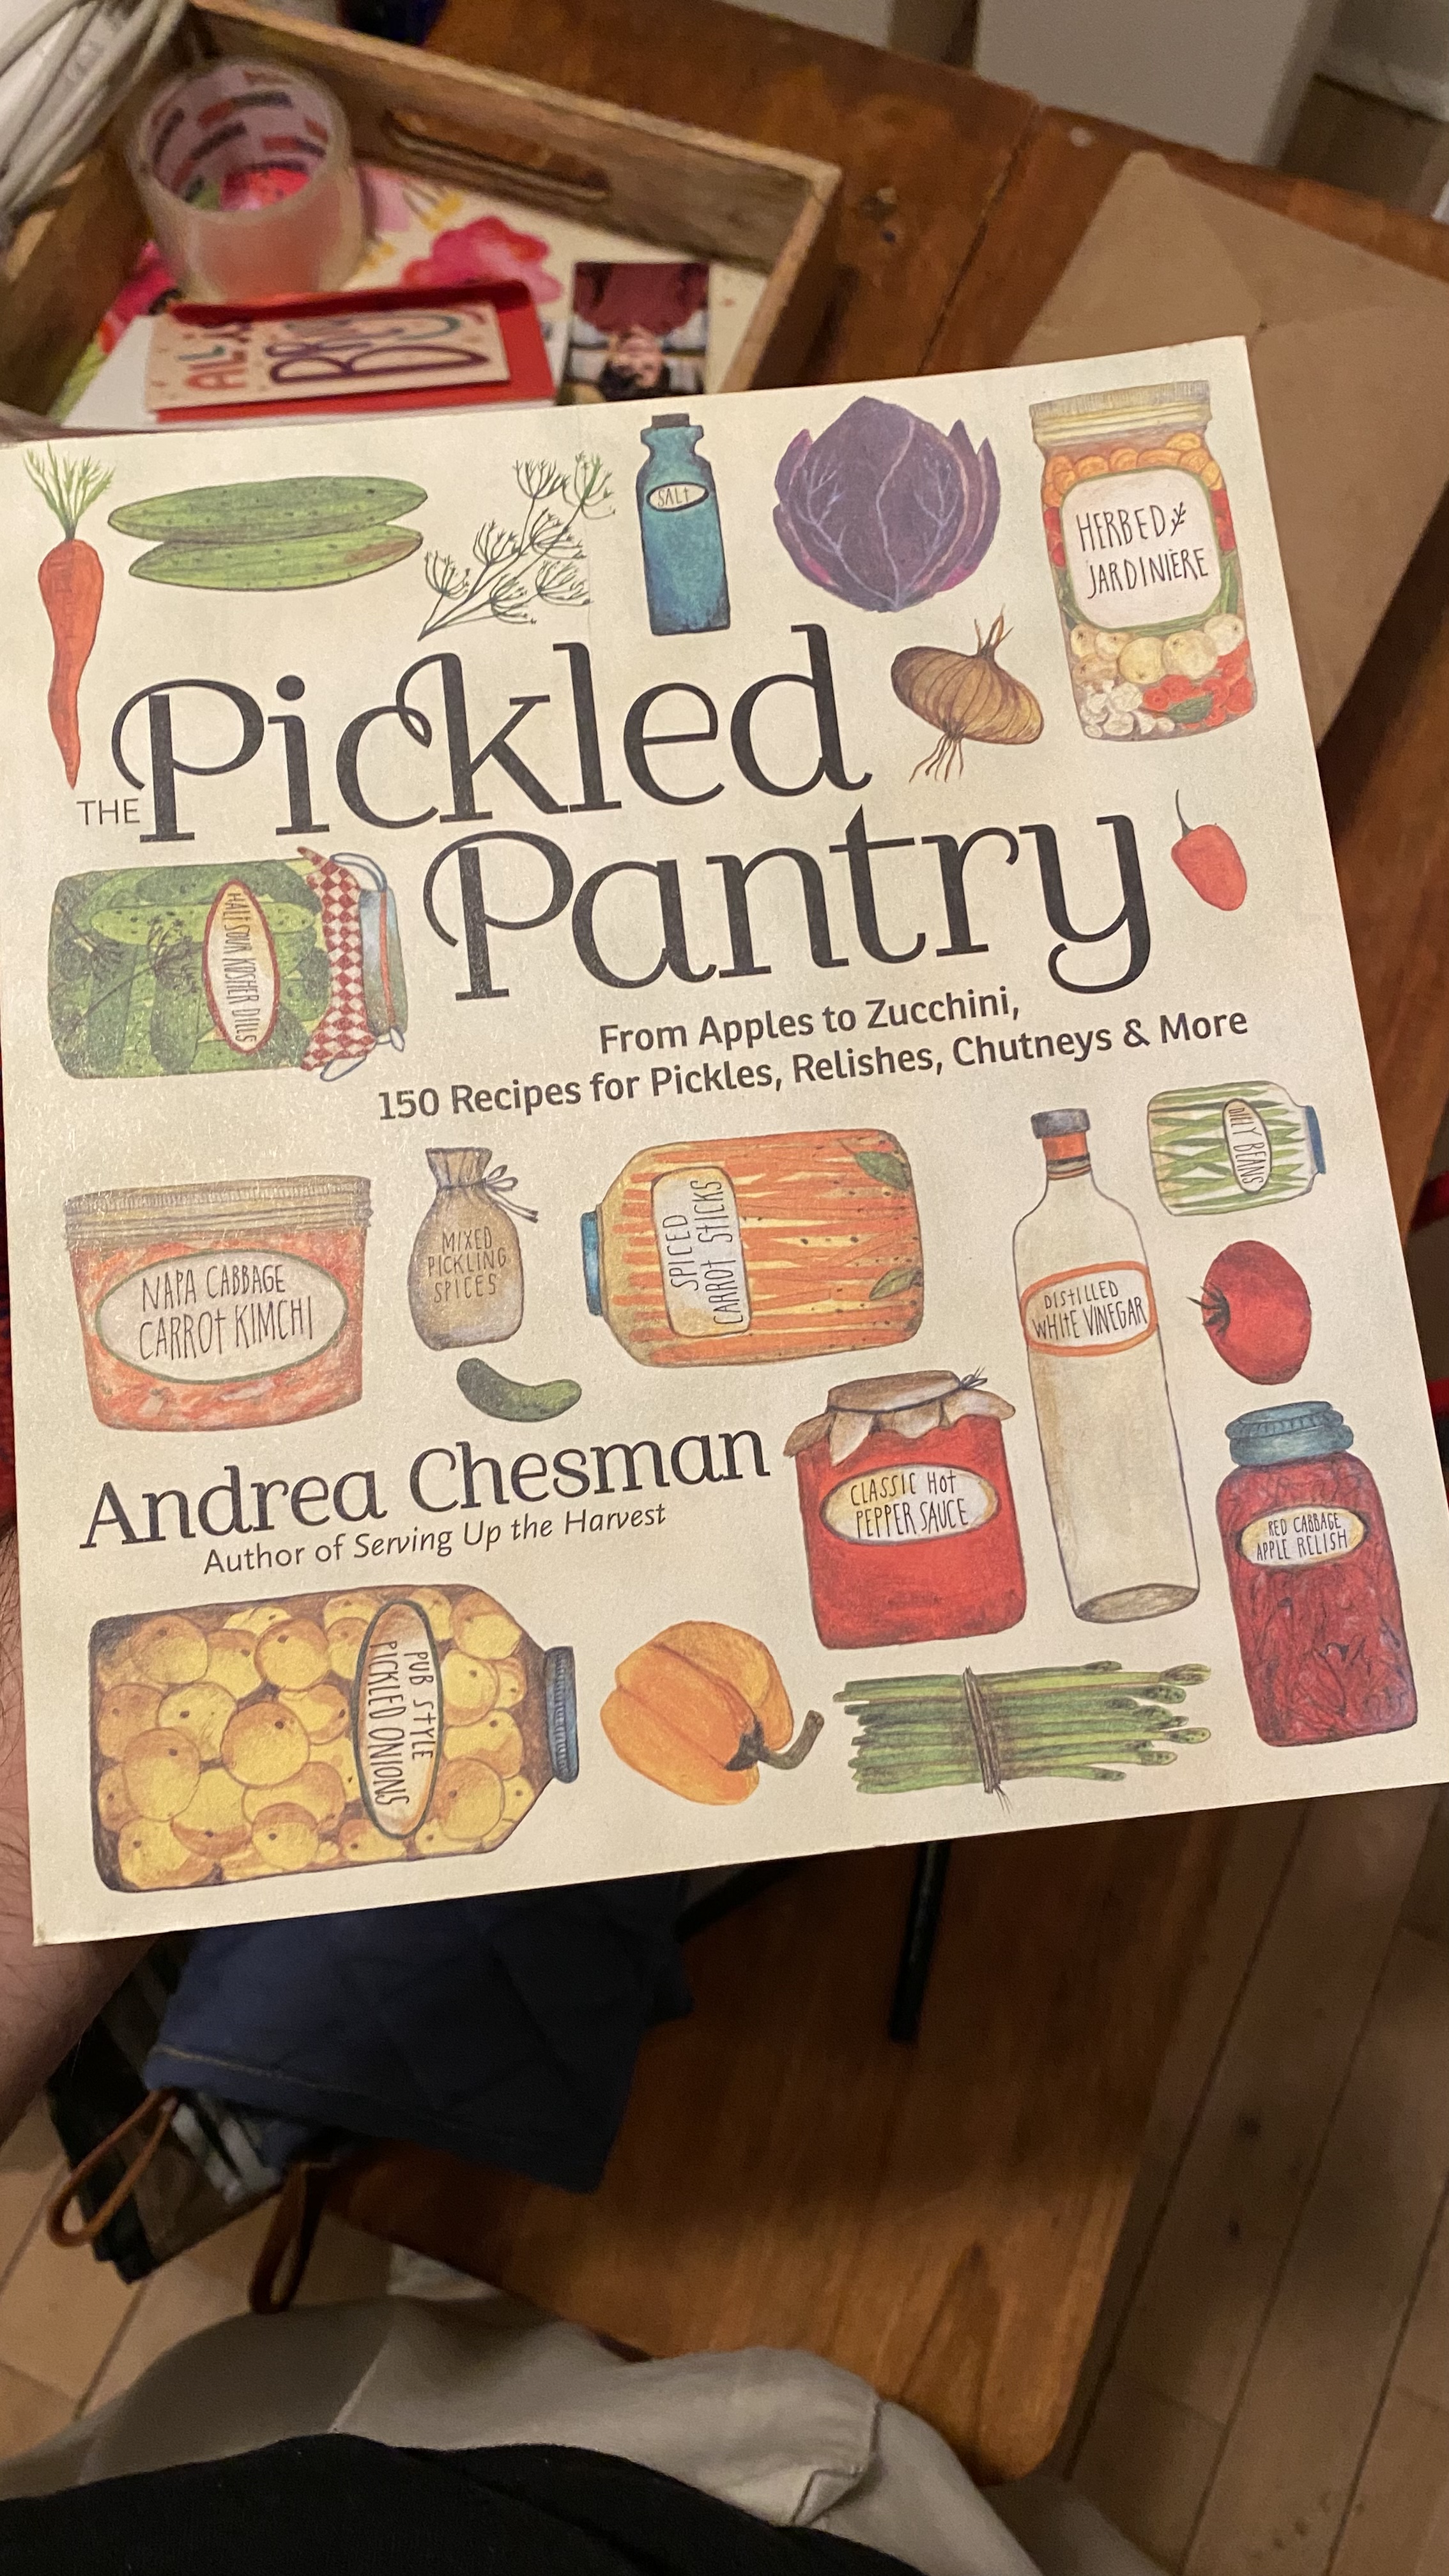 SALT
HERBED
JARDINIÈRE
THE Pickled
Pantry
HALF SOUR KOSHER DILLS
From Apples to Zucchini,
150 Recipes for Pickles, Relishes, Chutneys & More
DILLY BEANS
NAPA CABBAGE
CARROT KIMCHI
MIXED
PICKLING
SPICES
SPICED
CARROT STICKS
DISTILLED
WHITE VINEGAR
Andrea Chesman
Author of Serving Up the Harvest
CLASSIC HOT
PEPPER SAUCE
RED CABBAGE
APPLE RELISH
PUB STYLE
PICKLED ONIONS